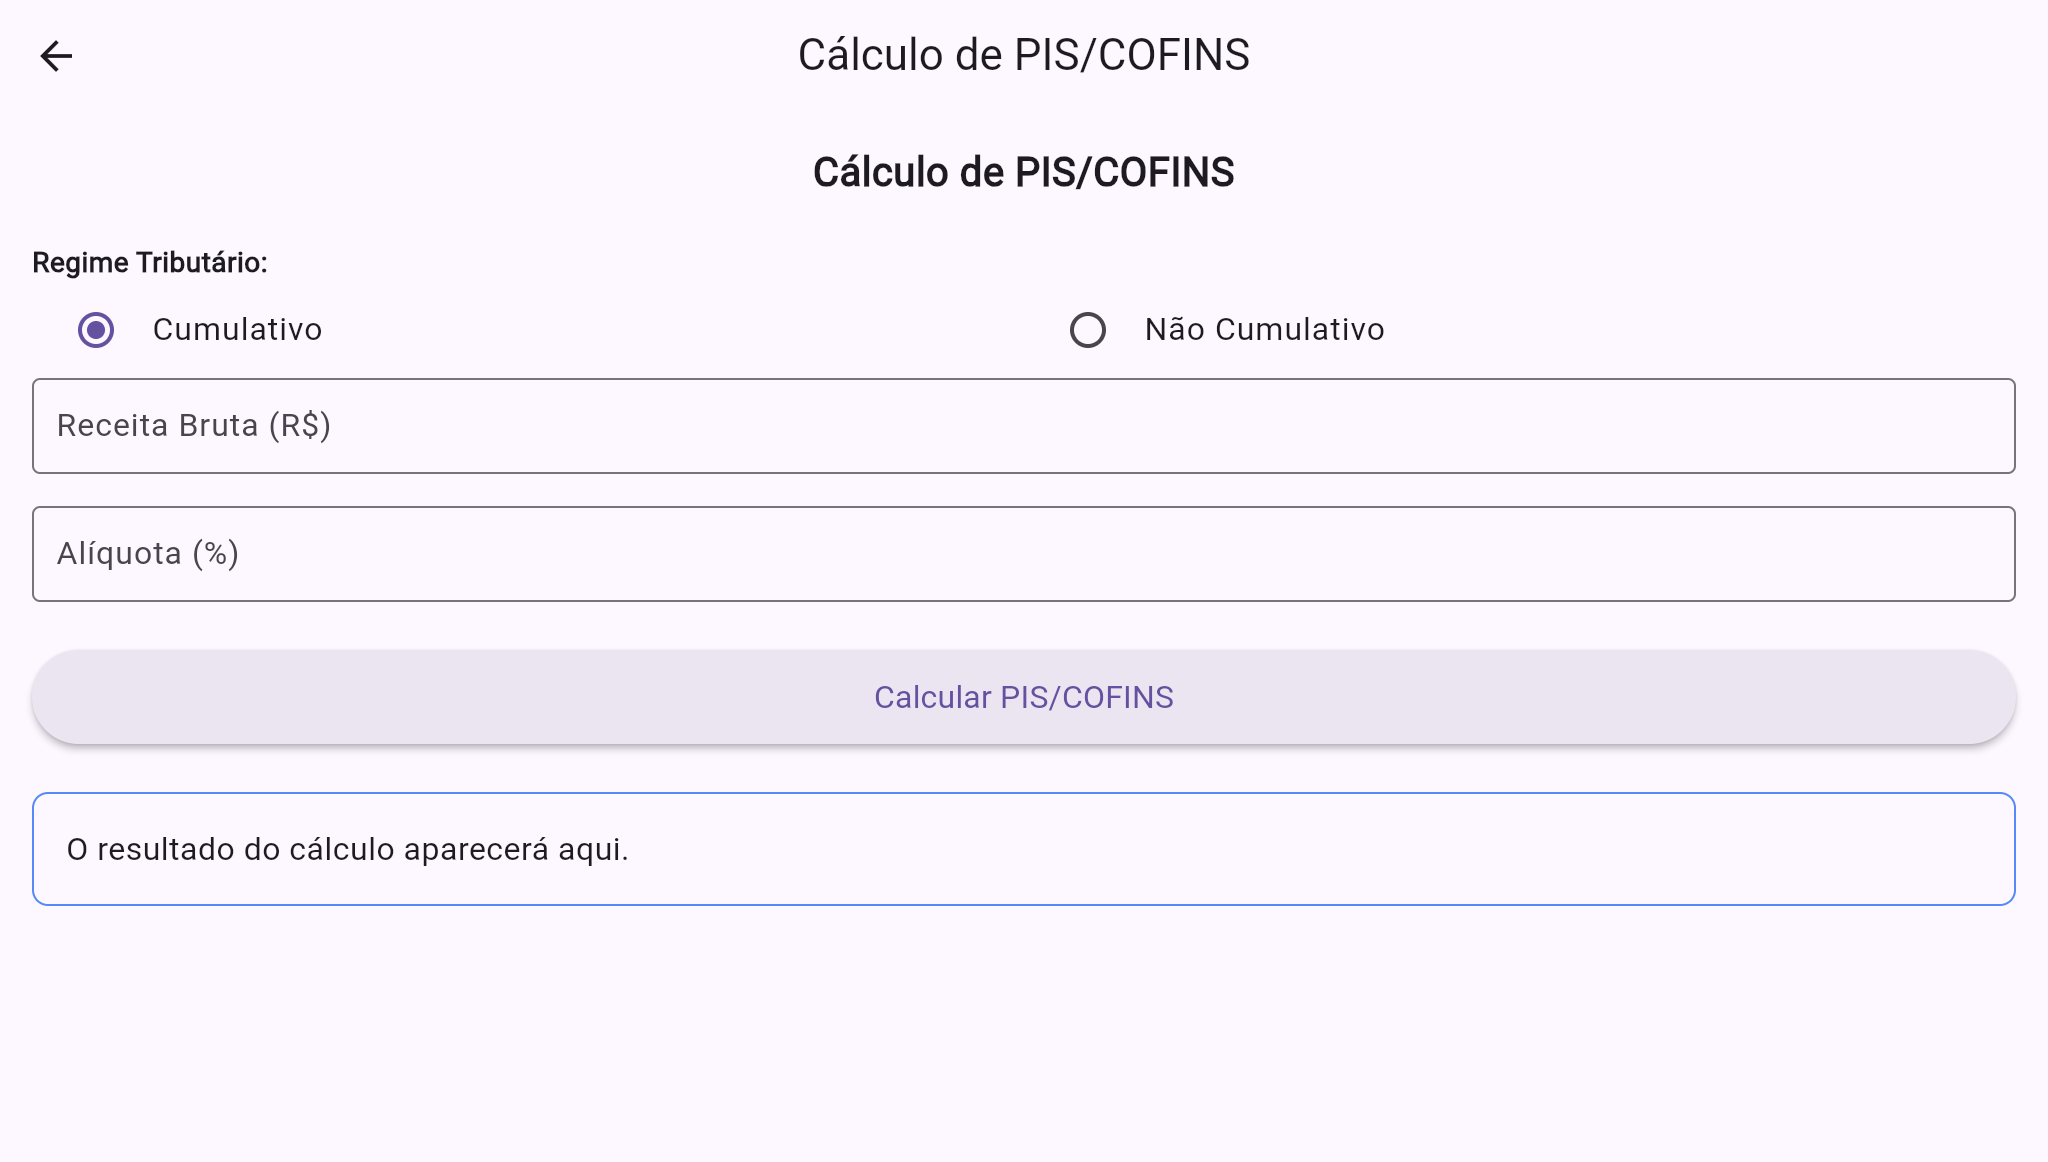 Cálculo de PIS/COFINS
Cálculo de PIS/COFINS
Regime Tributário:
Cumulativo
Não Cumulativo
Receita Bruta (R$)
Alíquota (%)
Calcular PIS/COFINS
O resultado do cálculo aparecerá aqui.